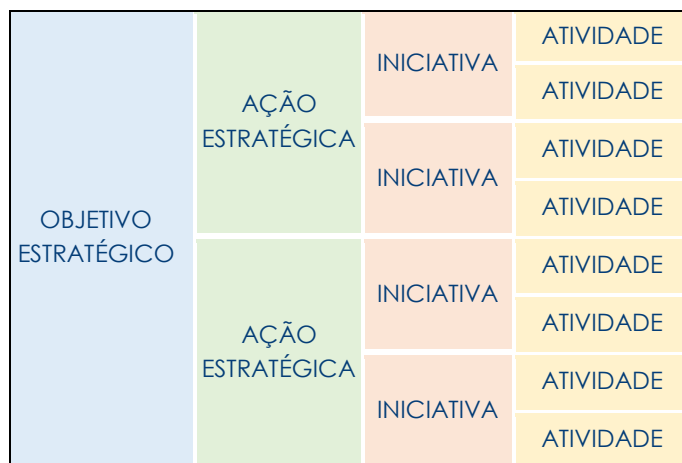 OBJETIVO
ESTRATÉGICO
AÇÃO
ESTRATÉGICA
INICIATIVA
ATIVIDADE
ATIVIDADE
INICIATIVA
ATIVIDADE
ATIVIDADE
AÇÃO
ESTRATÉGICA
INICIATIVA
ATIVIDADE
ATIVIDADE
INICIATIVA
ATIVIDADE
ATIVIDADE